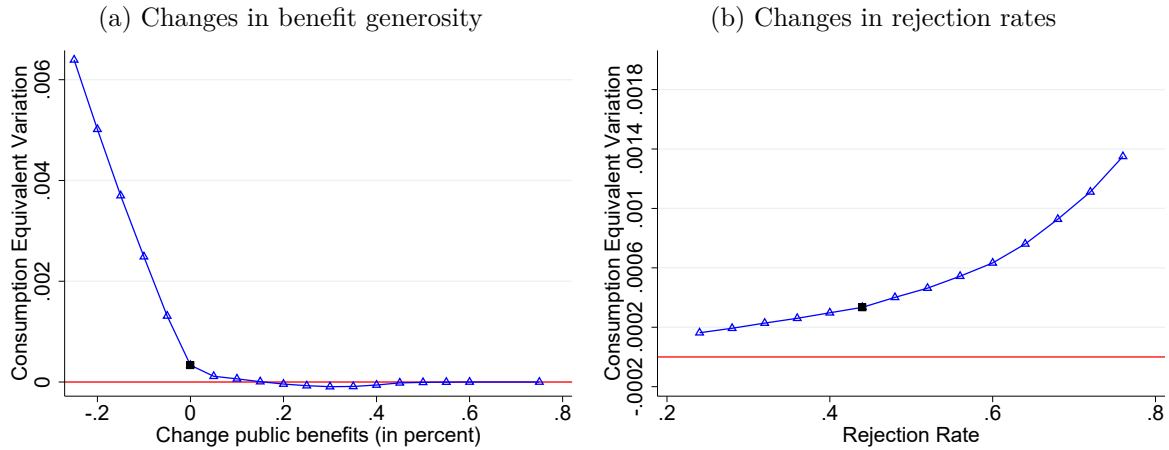 (a) Changes in benefit generosity
Consumption Equivalent Variation
.006
.004
.002
0
-.2 0 .2 .4 .6 .8
Change public benefits (in percent)
(b) Changes in rejection rates
Consumption Equivalent Variation
.0018
.0014
.001
.0006
.0002
-.0002
.2 .4 .6 .8
Rejection Rate